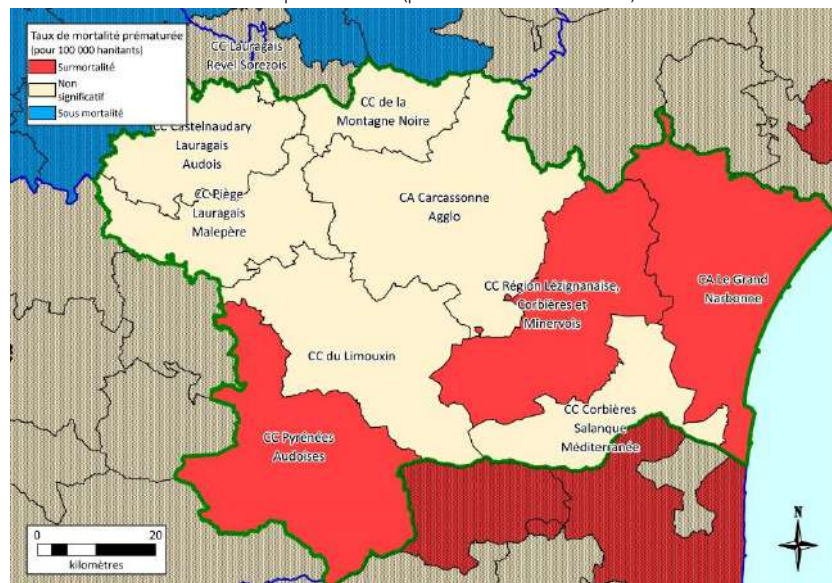 Taux de mortalité prématurée
(pour 100 000 hanitants)
Surmortalité
Non
significatif
Sous mortalité
CC Lauragais
Revel Sorezois
CC Castelnaudary
Lauragais
Audois
CC de la
Montagne Noire
CC Piège
Lauragais
Malepère
CA Carcassonne
Agglo
CC Région Lézignanaise,
Corbières et
Minervois
CA Le Grand
Narbonne
CC du Limouxin
CC Corbières
Salanque
Méditerranée
CC Pyrénées
Audoises
0 20
kilomètres
N